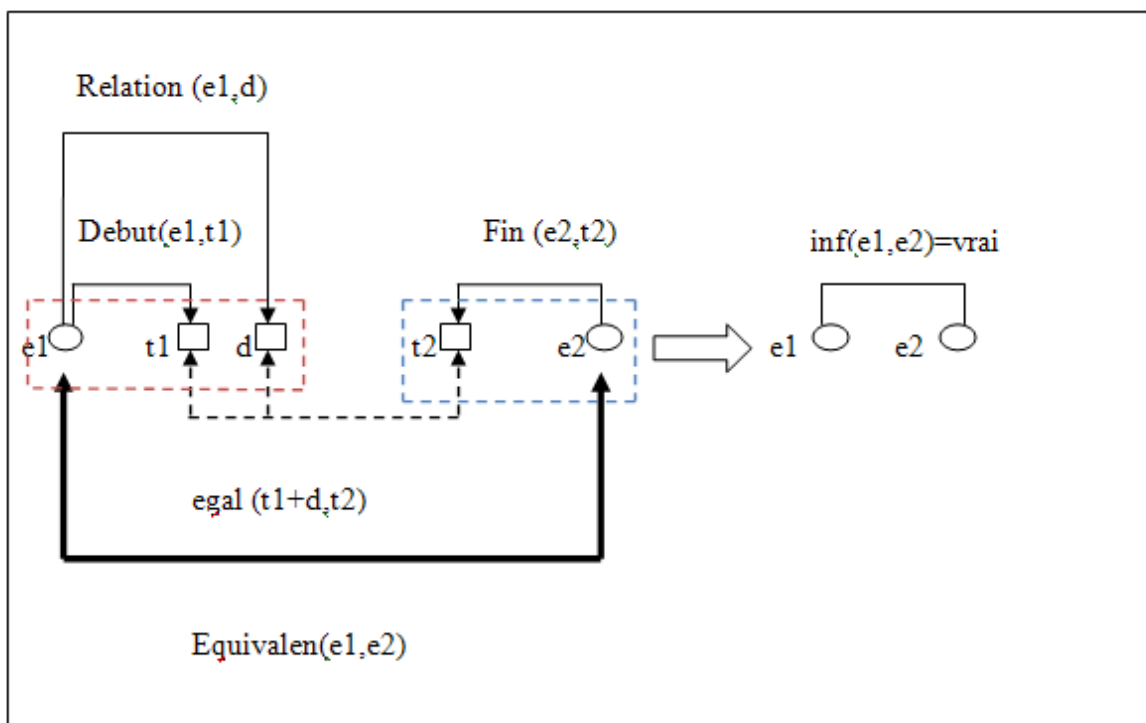 Relation (e1,d)
Debut(e1,t1)
Fin (e2,t2)
inf(e1,e2)=vrai
e1
t1
d
t2
e2
e1
e2
egal (t1+d,t2)
Equivalen(e1,e2)